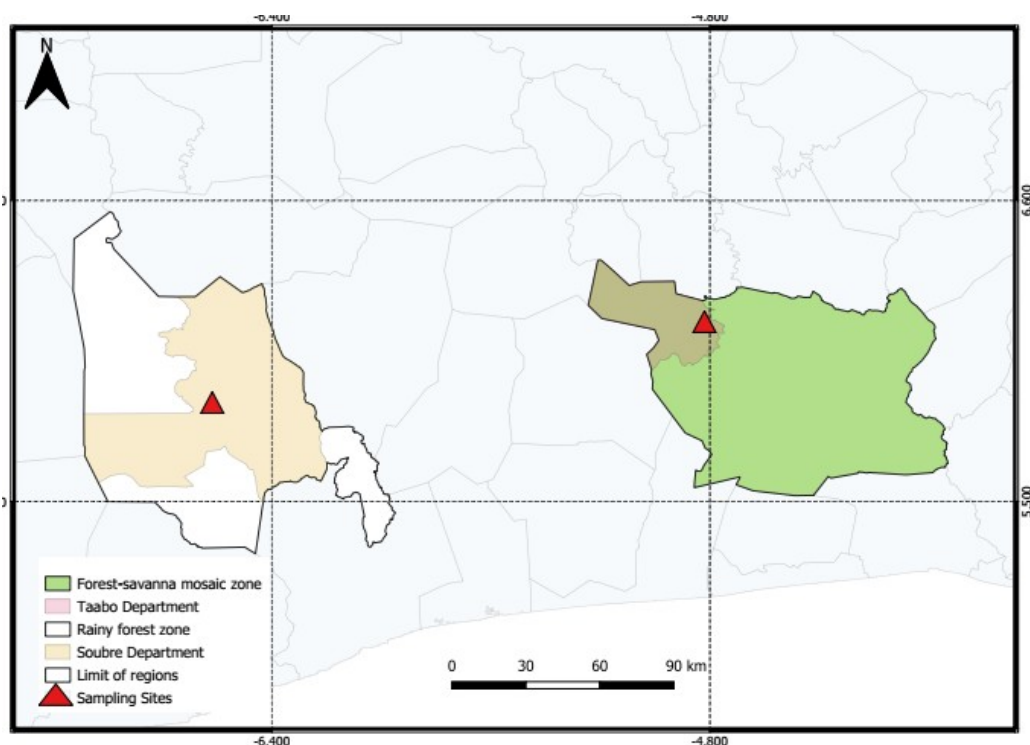 -6.400 -4.800
N
6.600
5.500
Forest-savanna mosaic zone
Taabo Department
Rainy forest zone
Soubre Department
Limit of regions
Sampling Sites
0 30 60 90 km
-6.400 -4.800